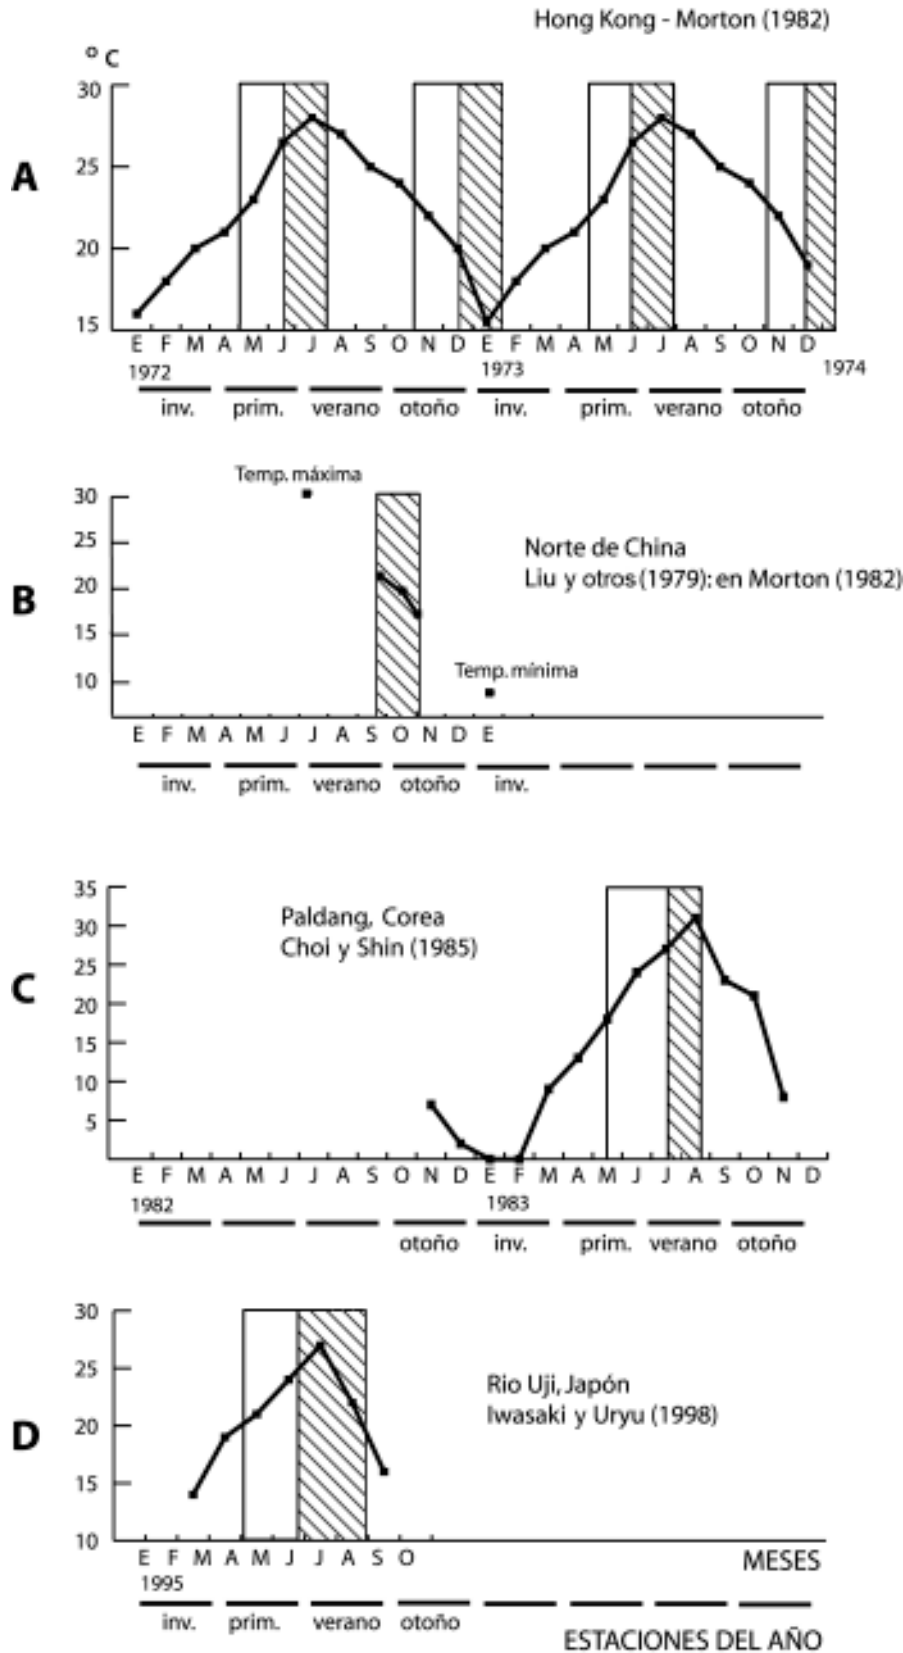 Hong Kong - Morton (1982)
° C
30
25
A
20
15
E F M A M J J A S O N D E F M A M J J A S O N D
1972 1973 1974
inv. prim. verano otoño inv. prim. verano otoño
Temp. máxima
30
25
Norte de China
Liu y otros (1979): en Morton (1982)
20
B
15
Temp. mínima
10
E F M A M J J A S O N D E
inv. prim. verano otoño inv.
35
30
Paldang, Corea
Choi y Shin (1985)
25
C
20
15
10
5
E F M A M J J A S O N D E F M A M J J A S O N D
1982 1983
otoño inv. prim. verano otoño
30
25
Rio Uji, Japón
Iwasaki y Uryu (1998)
D
20
15
10
E F M A M J J A S O MESES
1995
inv. prim. verano otoño
ESTACIONES DEL AÑO